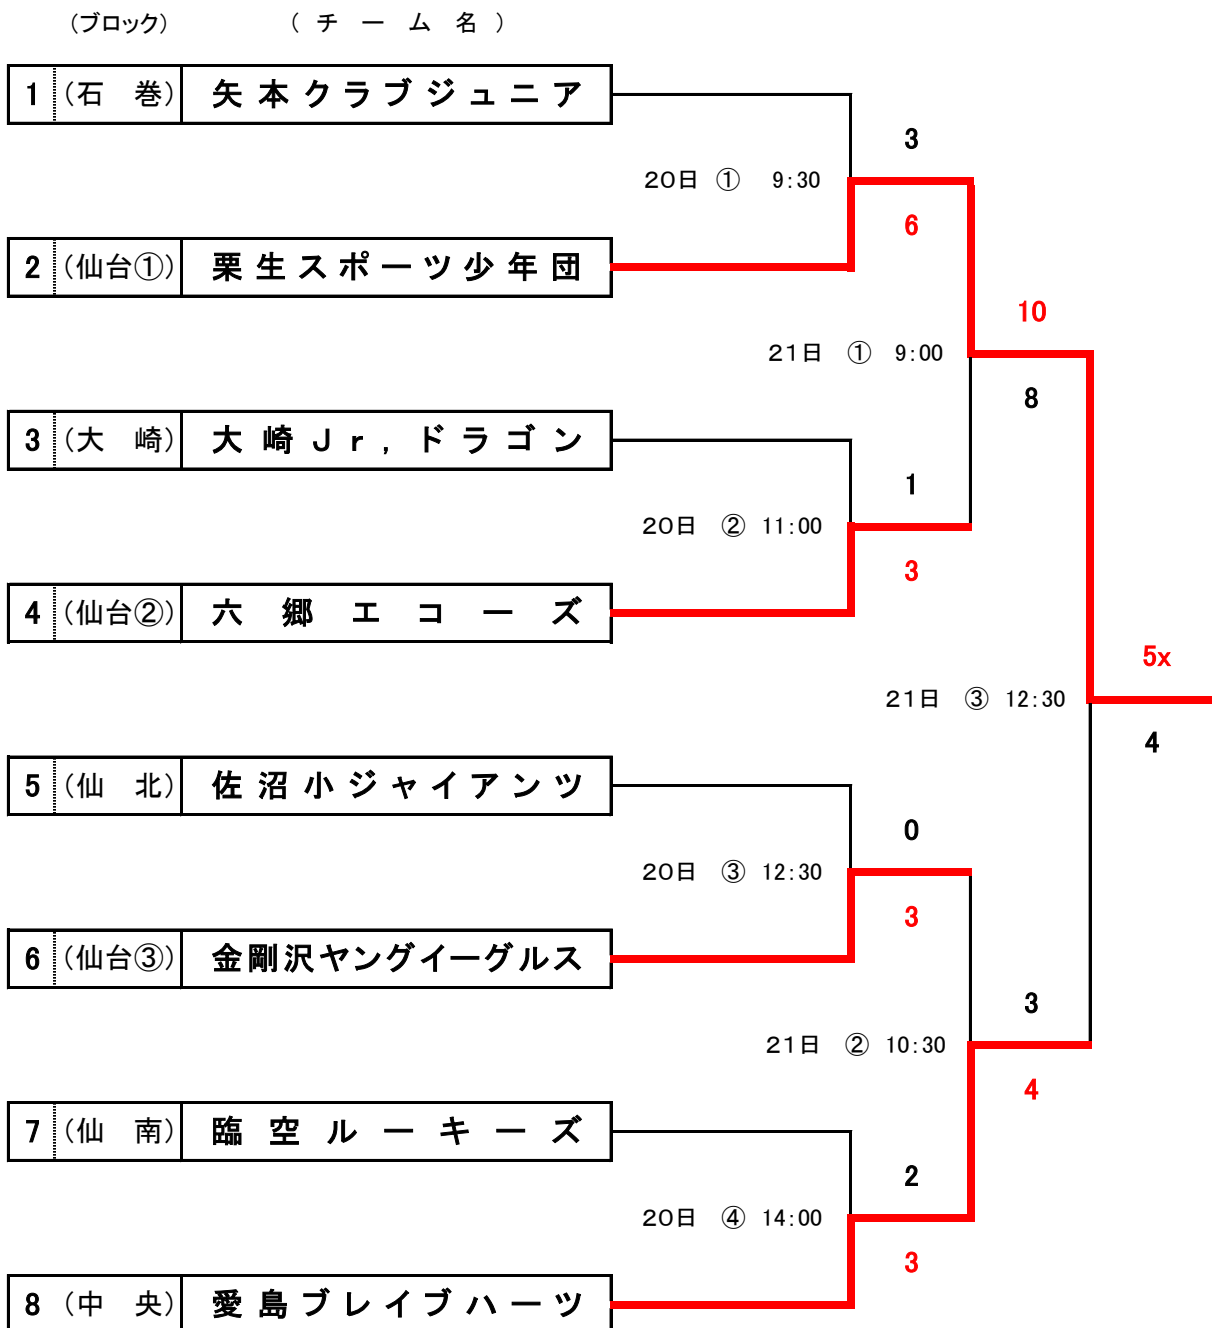 (ブロック) (チーム名)
1 (石 巻) 矢本クラブジュニア
3
20日 ① 9:30
6
2 (仙台①) 栗生スポーツ少年団
10
21日 ① 9:00
8
3 (大 崎) 大崎Jr,ドラゴン
1
20日 ② 11:00
3
4 (仙台②) 六郷エコーズ
5x
21日 ③ 12:30
4
5 (仙 北) 佐沼小ジャイアンツ
0
20日 ③ 12:30
3
6 (仙台③) 金剛沢ヤングイーグルス
3
21日 ② 10:30
4
7 (仙 南) 臨空ルーキーズ
2
20日 ④ 14:00
3
8 (中 央) 愛島ブレイブハーツ